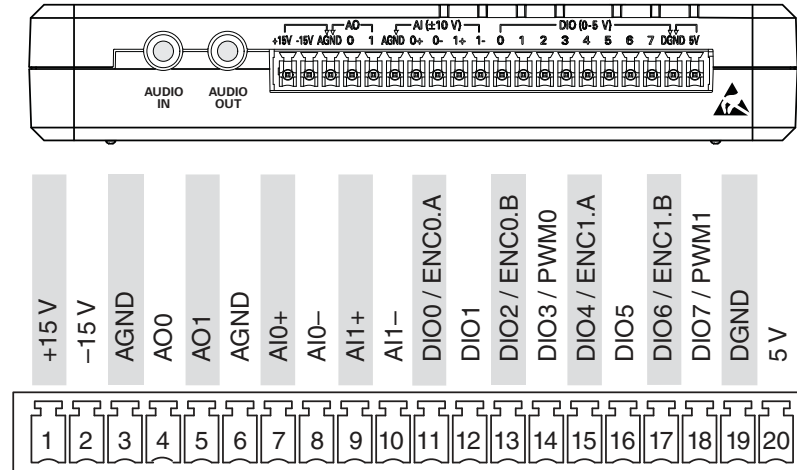 AO AI (±10 V) DIO (0-5 V)
+15V -15V AGND 0 1 AGND 0+ 0- 1+ 1- 0 1 2 3 4 5 6 7 DGND 5V
AUDIO IN
AUDIO OUT
+15 V
–15 V
AGND
AO0
AO1
AGND
AI0+
AI0–
AI1+
AI1–
DIO0 / ENC0.A
DIO1
DIO2 / ENC0.B
DIO3 / PWM0
DIO4 / ENC1.A
DIO5
DIO6 / ENC1.B
DIO7 / PWM1
DGND
5 V
1 2 3 4 5 6 7 8 9 10 11 12 13 14 15 16 17 18 19 20